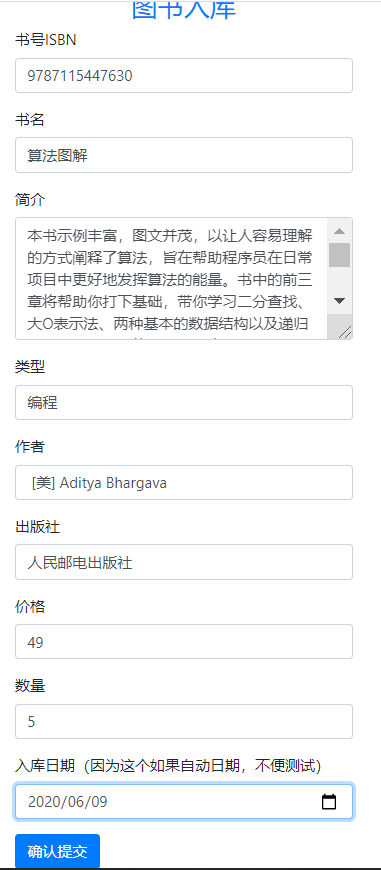 图书入库
书号ISBN
9787115447630
书名
算法图解
简介
本书示例丰富，图文并茂，以让人容易理解
的方式阐释了算法，旨在帮助程序员在日常
项目中更好地发挥算法的能量。书中的前三
章将帮助你打下基础，带你学习二分查找、
大O表示法、两种基本的数据结构以及递归
类型
编程
作者
[美] Aditya Bhargava
出版社
人民邮电出版社
价格
49
数量
5
入库日期（因为这个如果自动日期，不便测试）
2020/06/09
确认提交